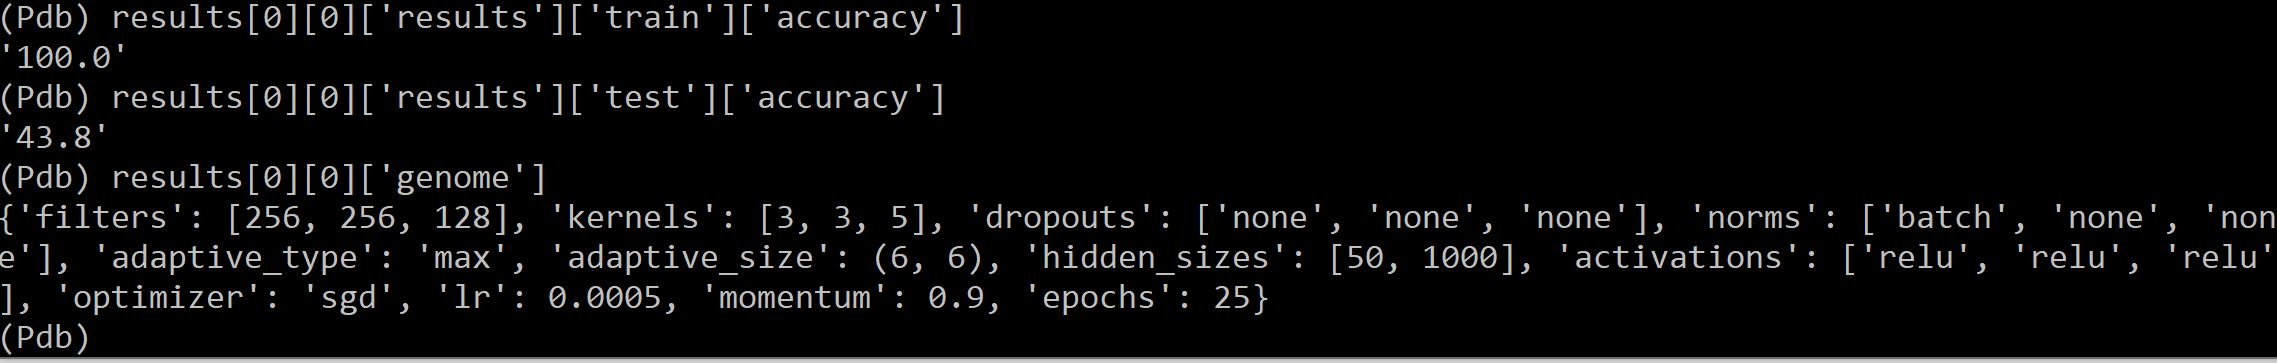 (Pdb) results[0][0]['results']['train']['accuracy']
'100.0'
(Pdb) results[0][0]['results']['test']['accuracy']
'43.8'
(Pdb) results[0][0]['genome']
{'filters': [256, 256, 128], 'kernels': [3, 3, 5], 'dropouts': ['none', 'none', 'none'], 'norms': ['batch', 'none', 'non
e'], 'adaptive_type': 'max', 'adaptive_size': (6, 6), 'hidden_sizes': [50, 1000], 'activations': ['relu', 'relu', 'relu'
], 'optimizer': 'sgd', 'lr': 0.0005, 'momentum': 0.9, 'epochs': 25}
(Pdb)